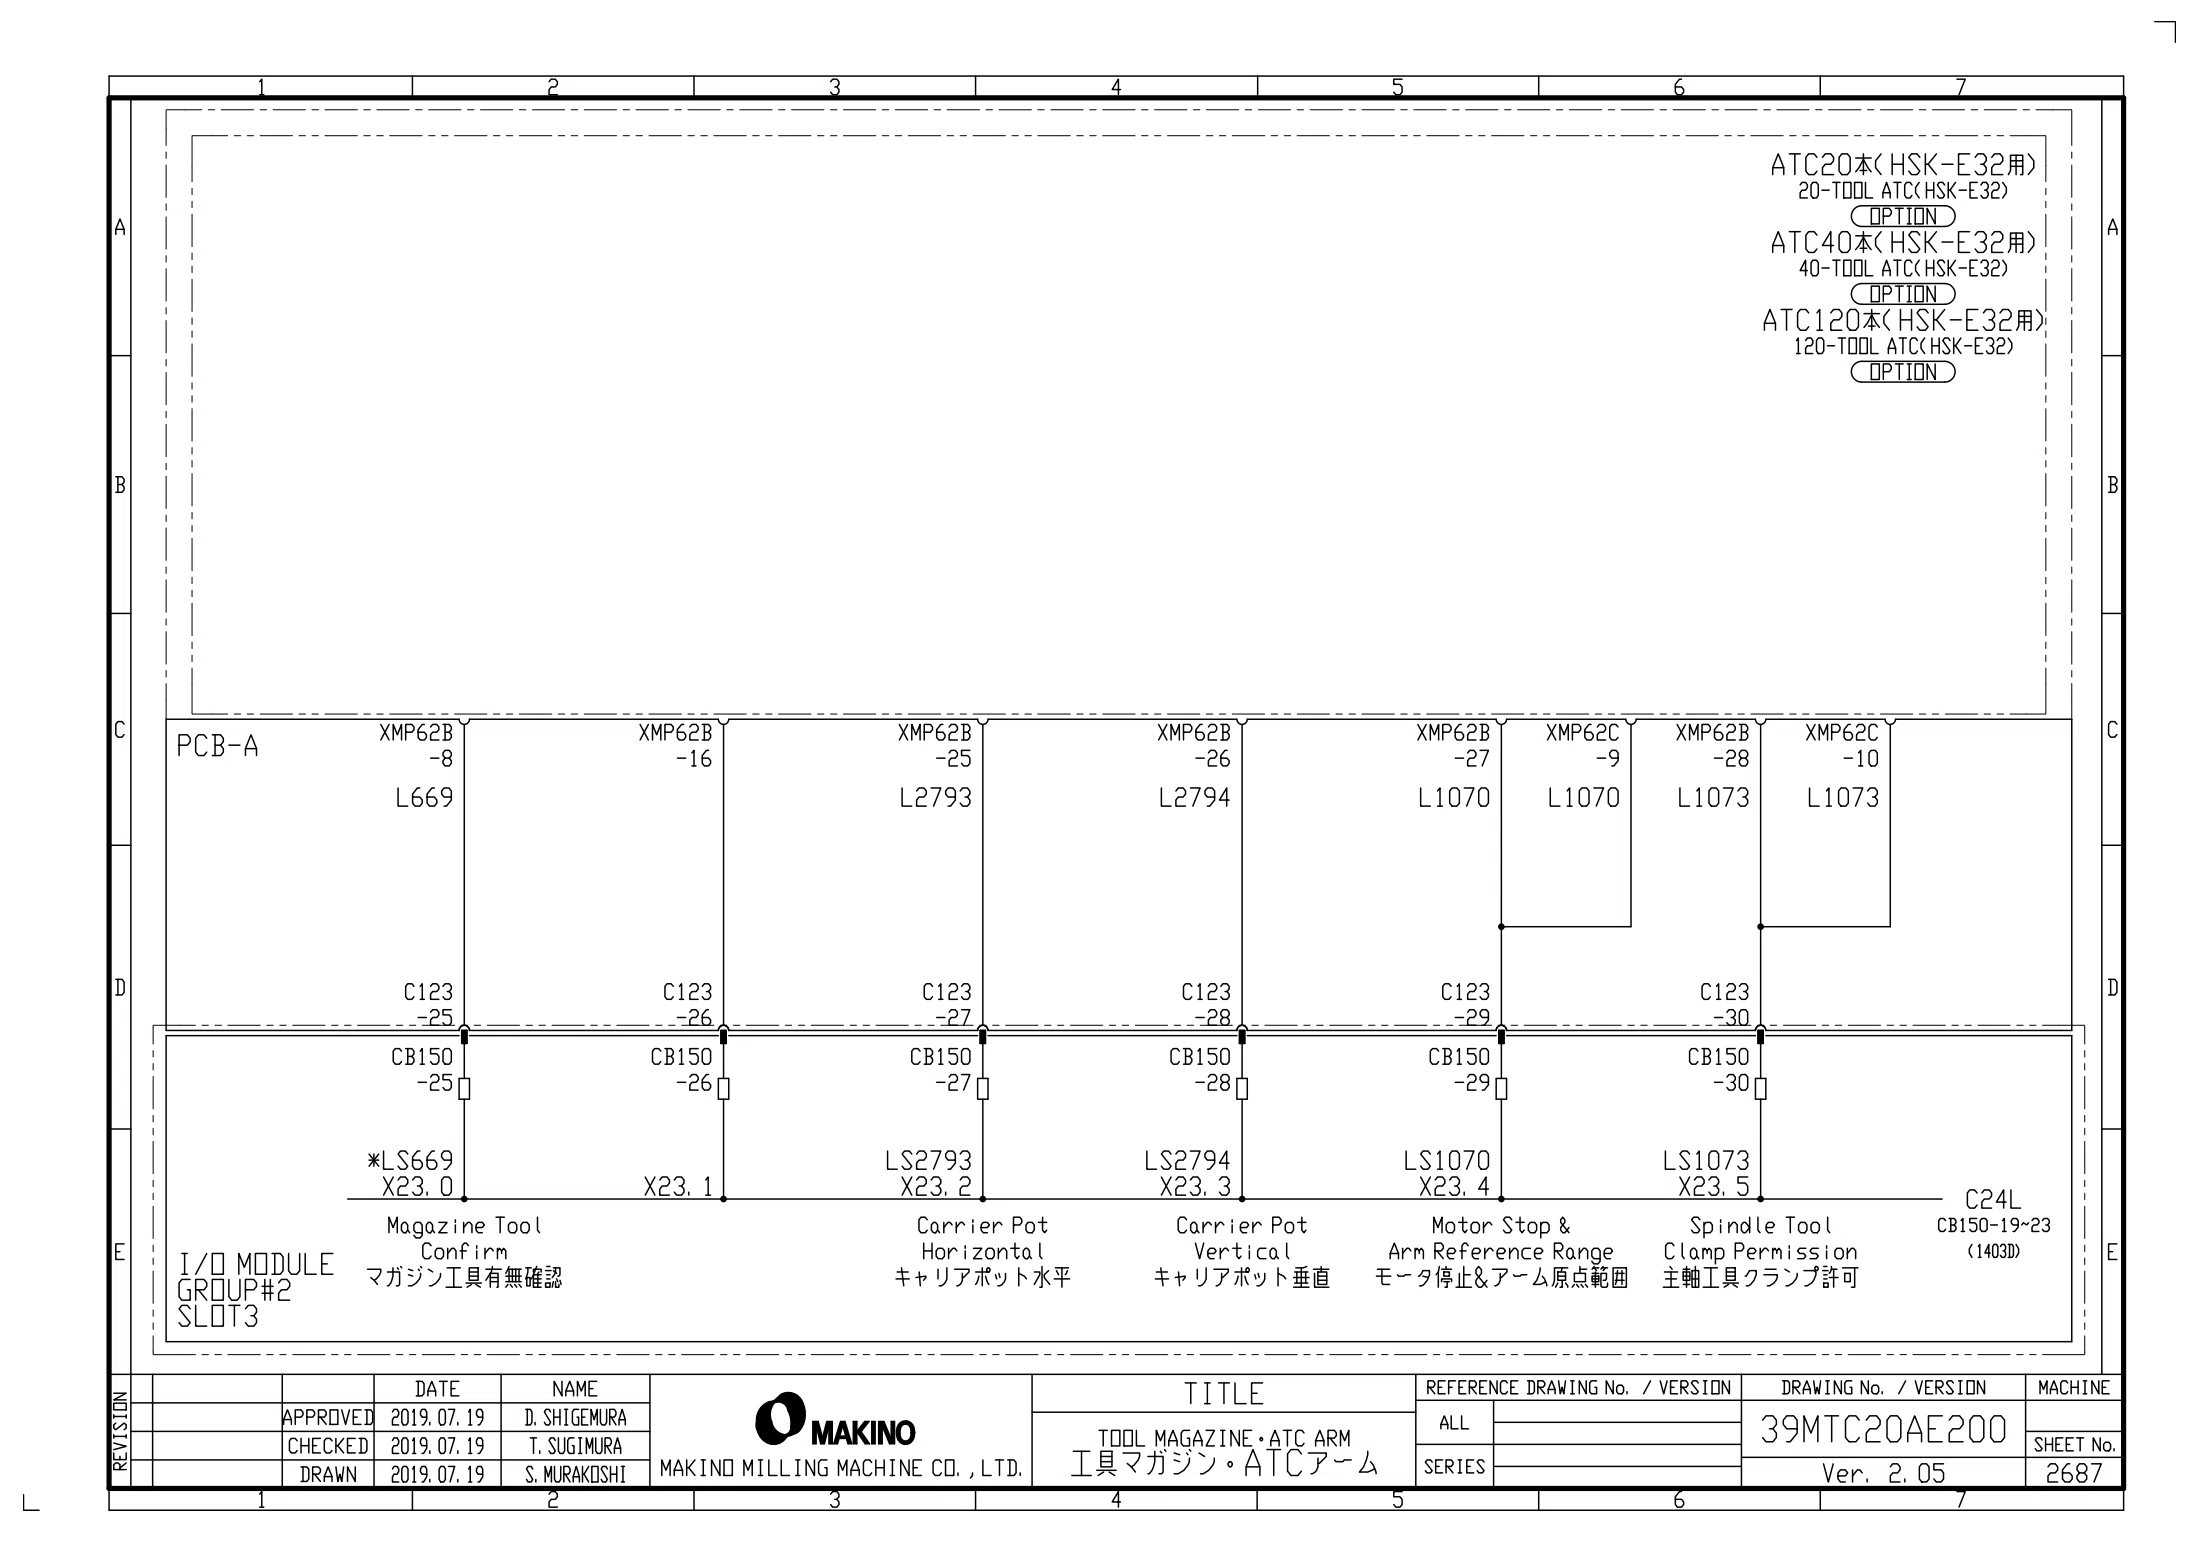 1 2 3 4 5 6 7
ATC20本(HSK-E32用)
20-TOOL ATC(HSK-E32)
OPTION
ATC40本(HSK-E32用)
40-TOOL ATC(HSK-E32)
OPTION
ATC120本(HSK-E32用)
120-TOOL ATC(HSK-E32)
OPTION
A A
B B
C C
D D
E E
PCB-A
XMP62B XMP62B XMP62B XMP62B XMP62B XMP62C XMP62B XMP62C
-8 -16 -25 -26 -27 -9 -28 -10
L669 L2793 L2794 L1070 L1070 L1073 L1073
C123 C123 C123 C123 C123 C123
-25 -26 -27 -28 -29 -30
CB150 CB150 CB150 CB150 CB150 CB150
-25 -26 -27 -28 -29 -30
*LS669 LS2793 LS2794 LS1070 LS1073
X23.0 X23.1 X23.2 X23.3 X23.4 X23.5
C24L
CB150-19~23
(1403D)
Magazine Tool
Confirm
マガジン工具有無確認
Carrier Pot
Horizontal
キャリアポット水平
Carrier Pot
Vertical
キャリアポット垂直
Motor Stop &
Arm Reference Range
モータ停止&アーム原点範囲
Spindle Tool
Clamp Permission
主軸工具クランプ許可
I/O MODULE
GROUP#2
SLOT3
REVISION
DATE NAME
APPROVED 2019.07.19 D.SHIGEMURA
CHECKED 2019.07.19 T.SUGIMURA
DRAWN 2019.07.19 S.MURAKOSHI
MAKINO
MAKINO MILLING MACHINE CO.,LTD.
TITLE
TOOL MAGAZINE・ATC ARM
工具マガジン・ATCアーム
REFERENCE DRAWING No. / VERSION
ALL
SERIES
DRAWING No. / VERSION
39MTC20AE200
Ver. 2.05
MACHINE
SHEET No.
2687
1 2 3 4 5 6 7